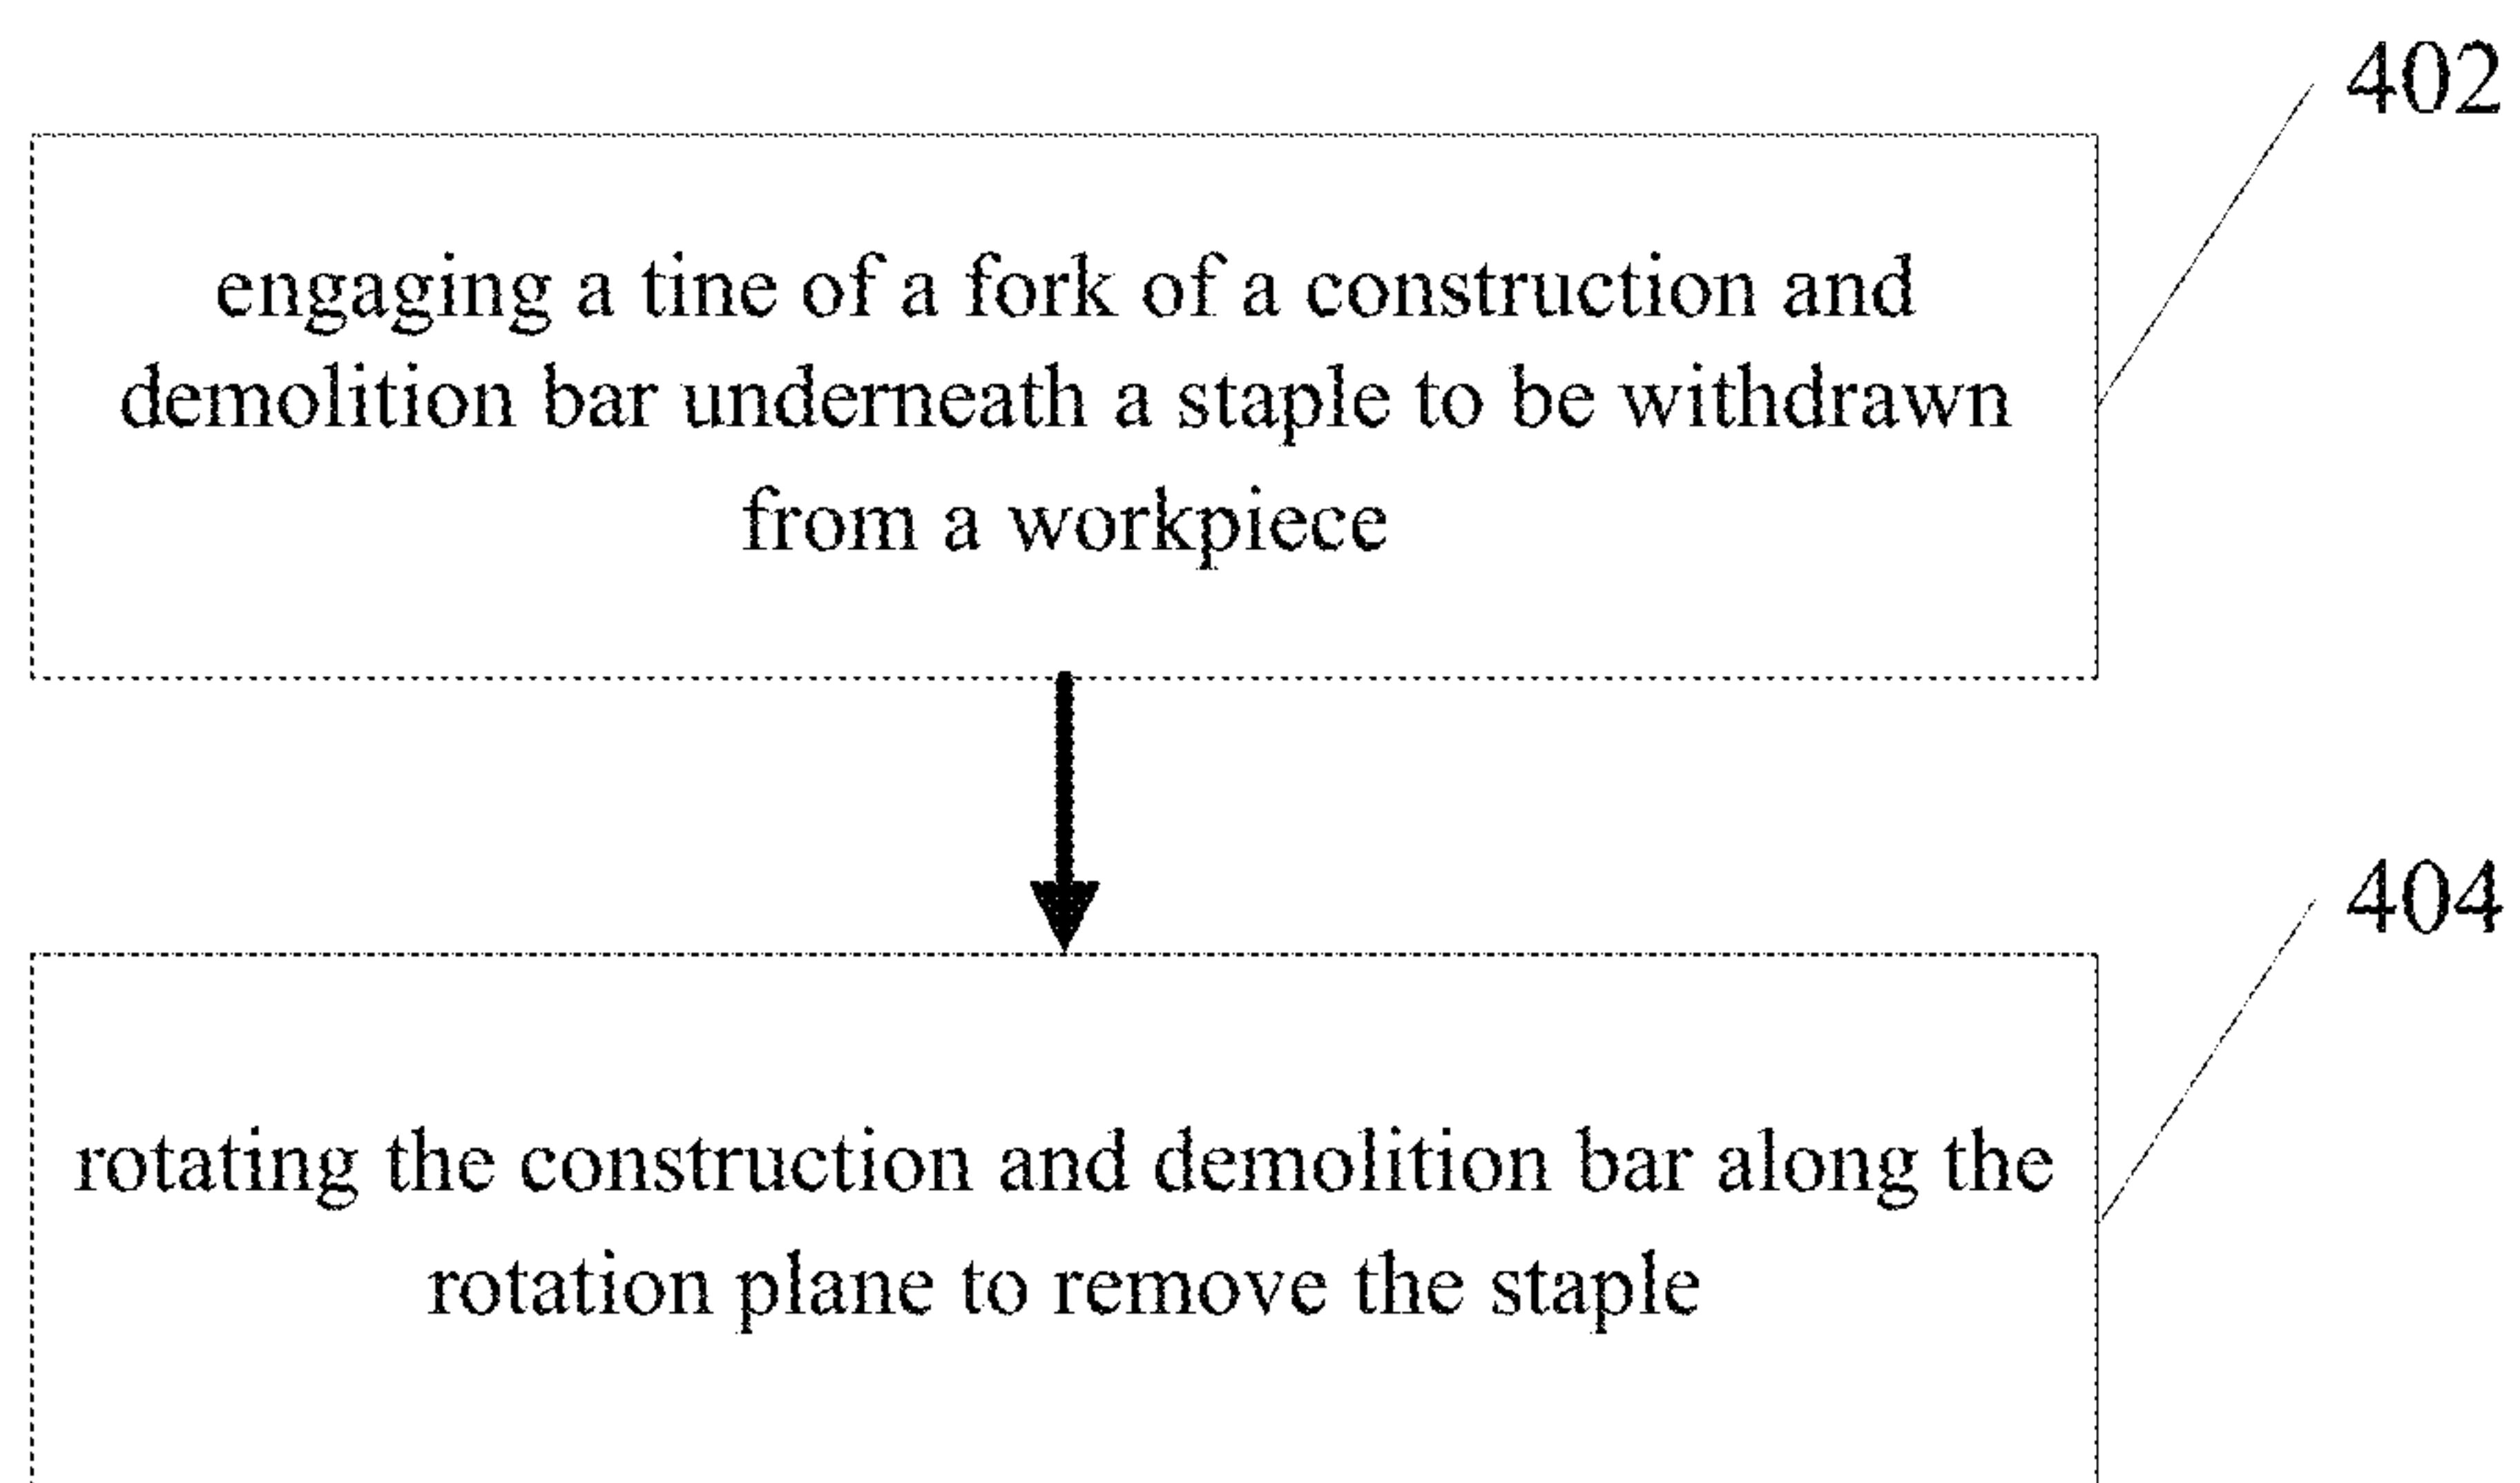 402
engaging a tine of a fork of a construction and
demolition bar underneath a staple to be withdrawn
from a workpiece
404
rotating the construction and demolition bar along the
rotation plane to remove the staple